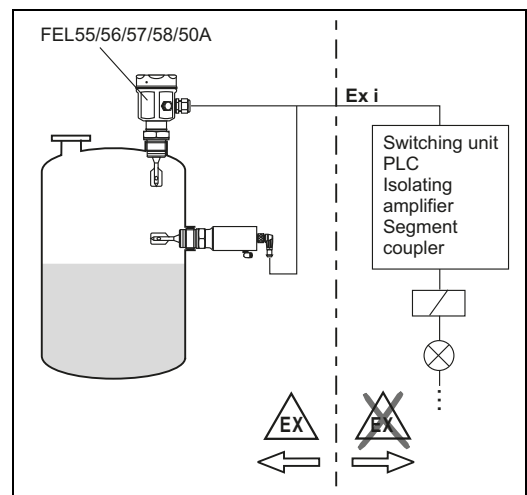 FEL55/56/57/58/50A
Ex i
Switching unit
PLC
Isolating
amplifier
Segment
coupler
EX
EX